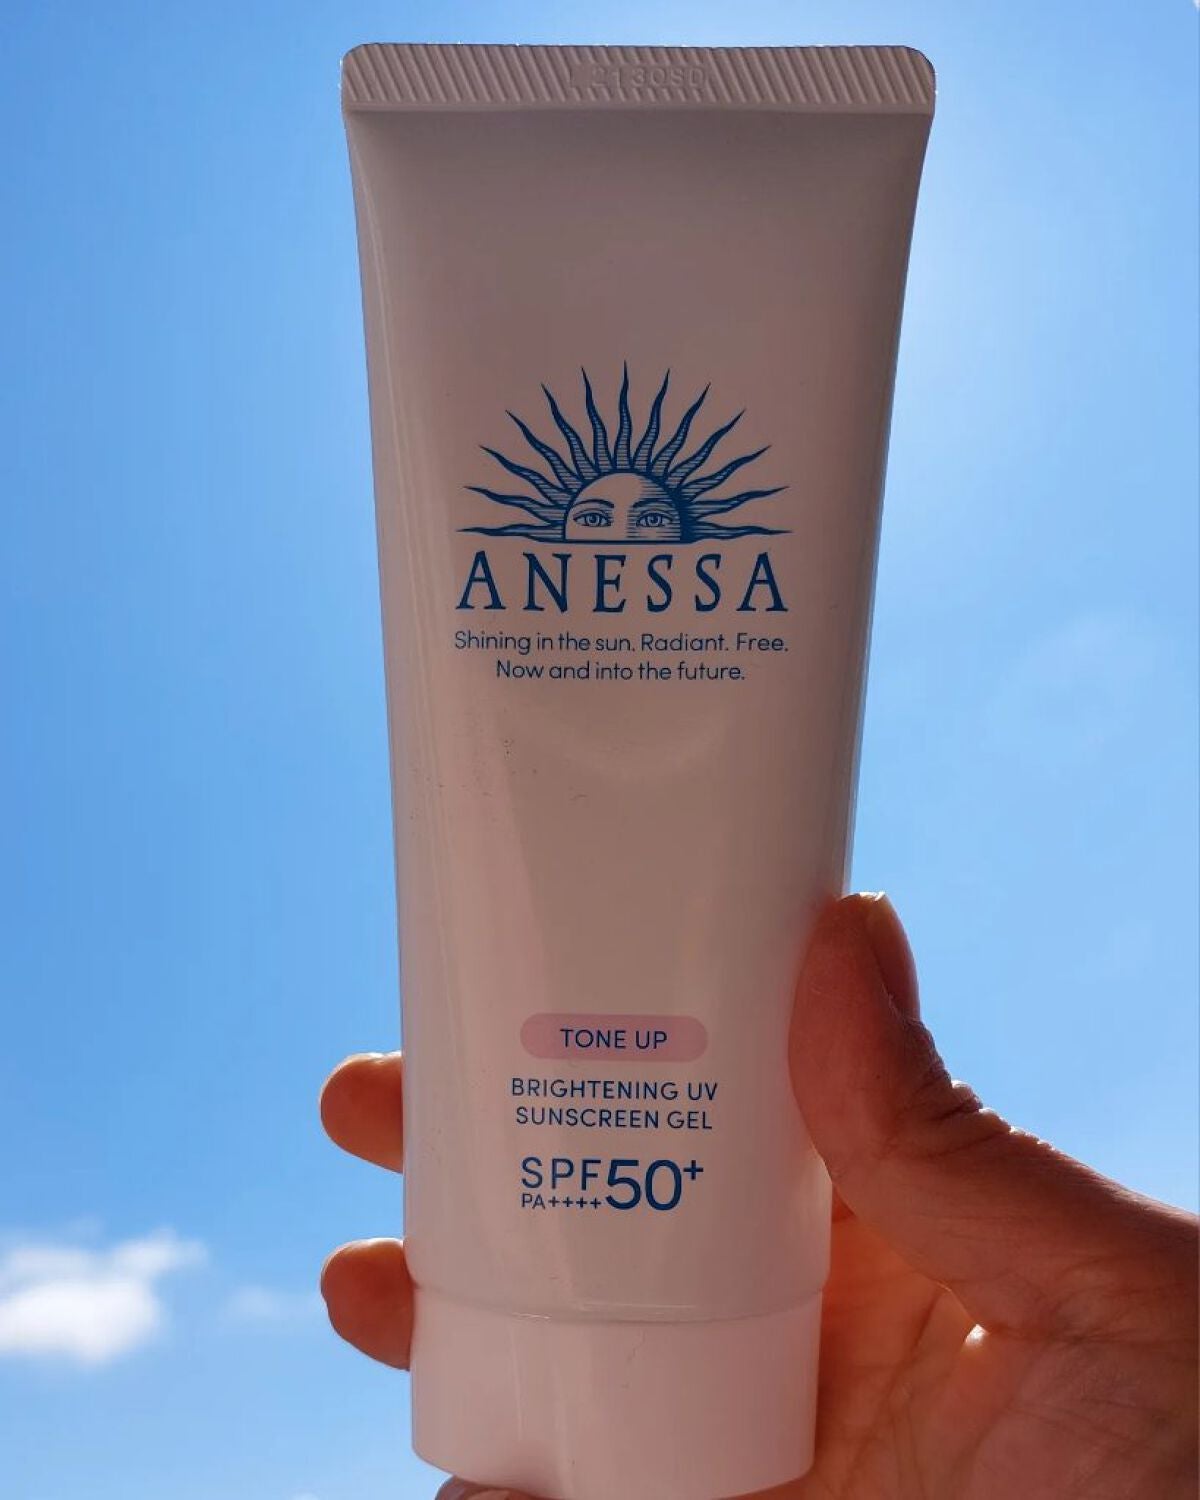 ANESSA
Shining in the sun. Radiant. Free.
Now and into the future.
TONE UP
BRIGHTENING UV
SUNSCREEN GEL
SPF50+
PA++++